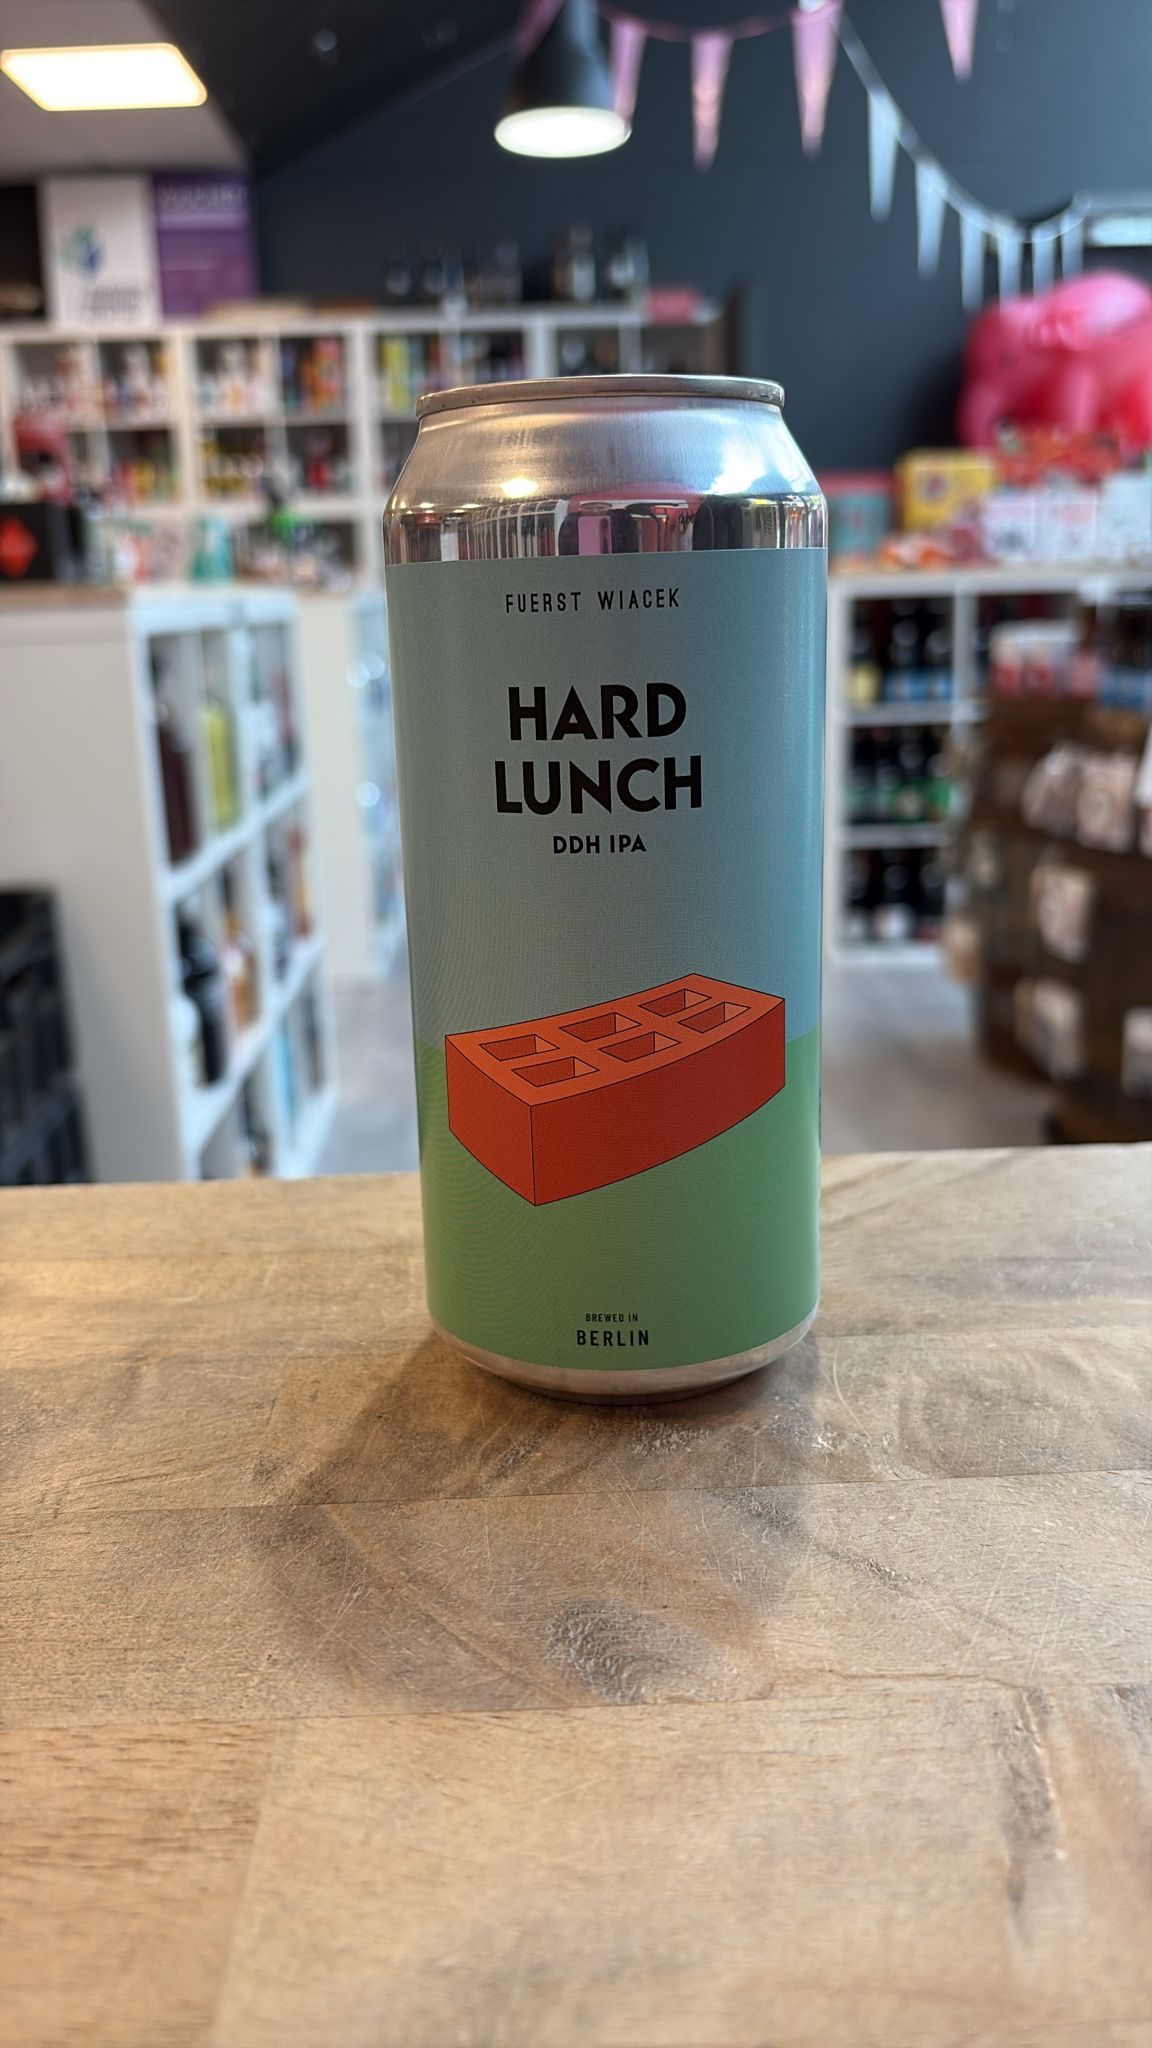 FUERST WIACEK
HARD
LUNCH
DDH IPA
BREWED IN
BERLIN